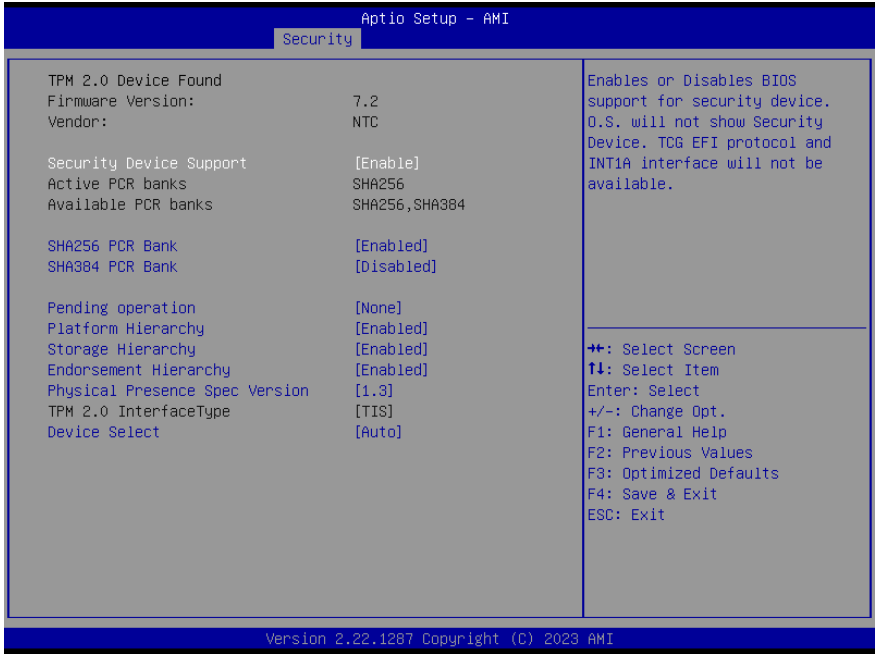 Aptio Setup – AMI
Security
TPM 2.0 Device Found
Firmware Version: 7.2
Vendor: NTC
Security Device Support [Enable]
Active PCR banks SHA256
Available PCR banks SHA256,SHA384
SHA256 PCR Bank [Enabled]
SHA384 PCR Bank [Disabled]
Pending operation [None]
Platform Hierarchy [Enabled]
Storage Hierarchy [Enabled]
Endorsement Hierarchy [Enabled]
Physical Presence Spec Version [1.3]
TPM 2.0 InterfaceType [TIS]
Device Select [Auto]
Enables or Disables BIOS
support for security device.
O.S. will not show Security
Device. TCG EFI protocol and
INT1A interface will not be
available.
→←: Select Screen
↑↓: Select Item
Enter: Select
+/-: Change Opt.
F1: General Help
F2: Previous Values
F3: Optimized Defaults
F4: Save & Exit
ESC: Exit
Version 2.22.1287 Copyright (C) 2023 AMI